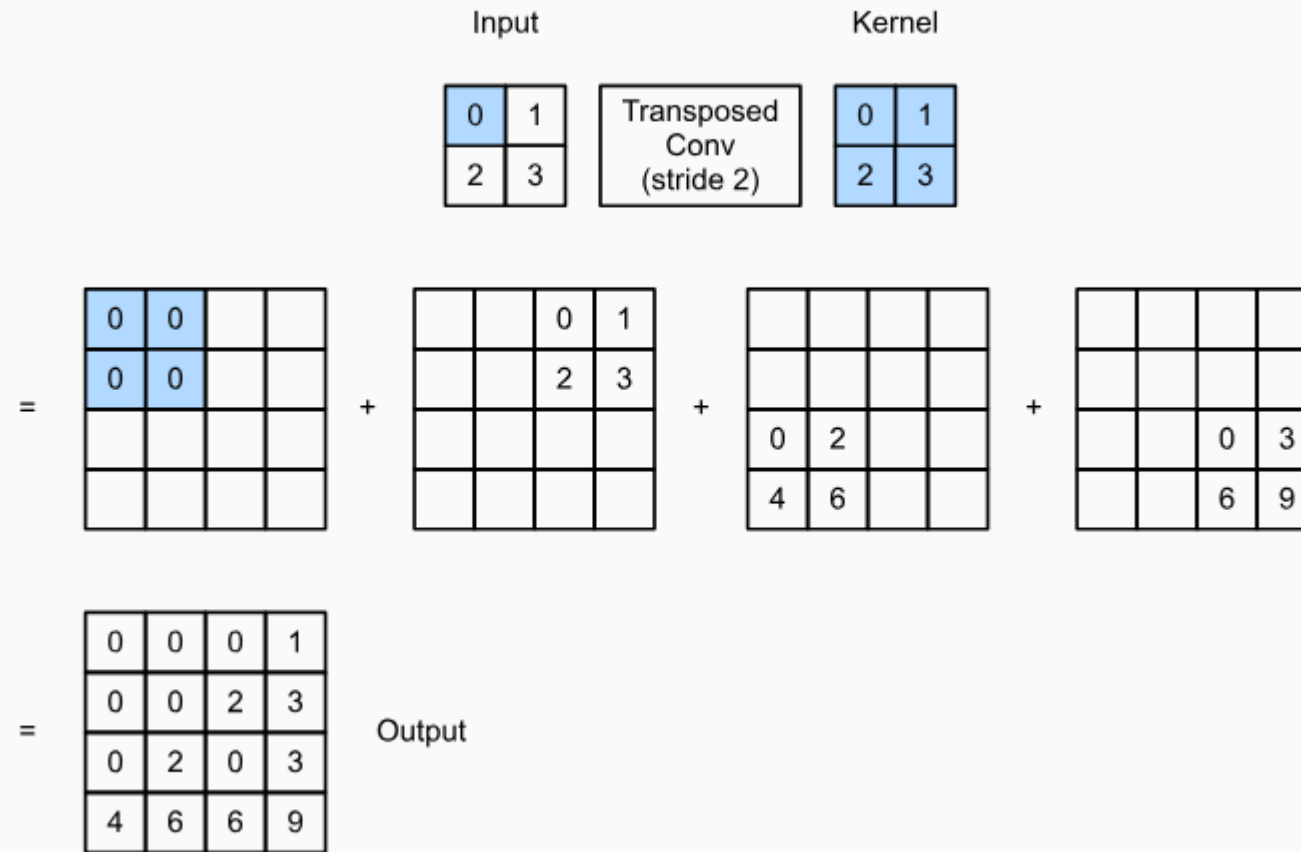 Input Kernel
0 1 Transposed 0 1
Conv
2 3 (stride 2) 2 3
0 0 0 1
0 0 2 3
= + + +
0 2 0 3
4 6 6 9
0 0 0 1
0 0 2 3
= Output
0 2 0 3
4 6 6 9